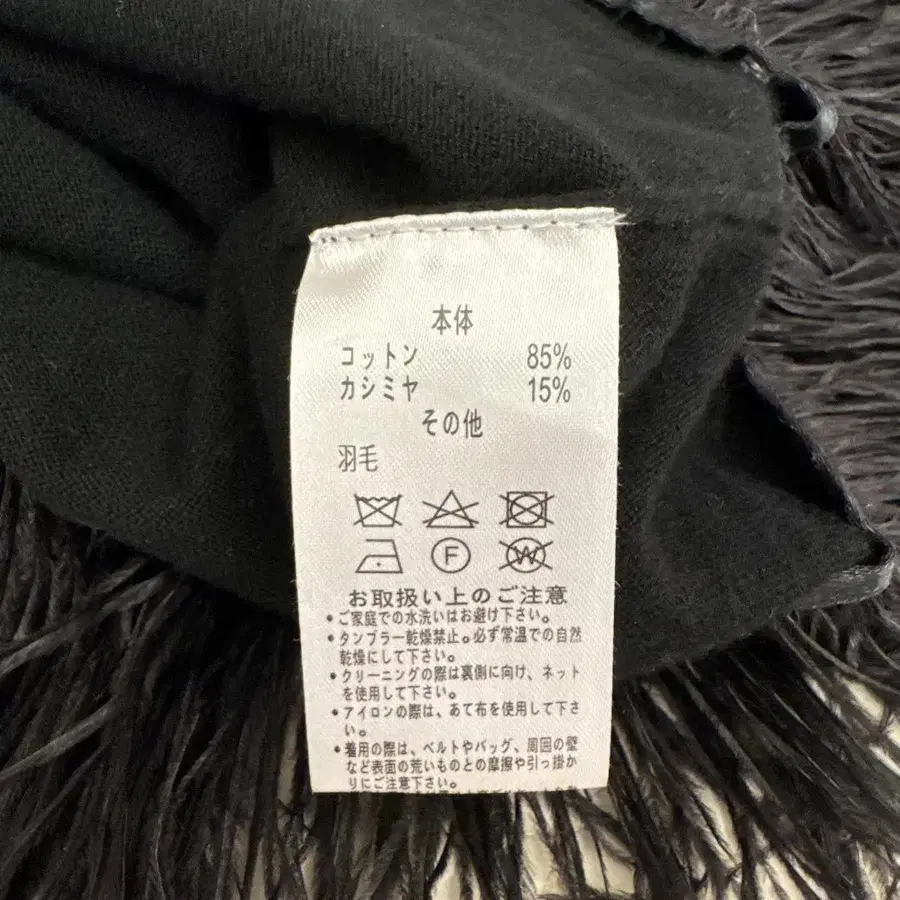 本体
コットン 85%
カシミヤ 15%
その他
羽毛
F W
お取扱い上のご注意
•ご家庭での水洗いはお避け下さい。
•タンブラー乾燥禁止。必ず常温での自然
乾燥にして下さい。
•クリーニングの際は裏側に向け、ネット
を使用して下さい。
•アイロンの際は、あて布を使用して下さ
い。
•着用の際は、ベルトやバッグ、周囲の壁
など表面の荒いものとの摩擦や引っ掛か
りにご注意下さい。